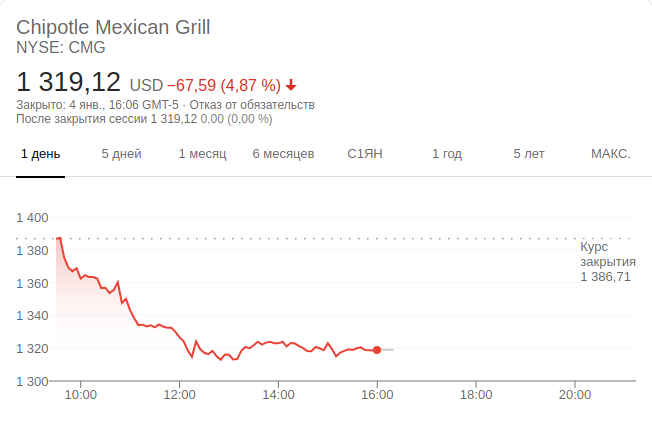 Chipotle Mexican Grill
NYSE: CMG
1 319,12 USD −67,59 (4,87 %)
Закрыто: 4 янв., 16:06 GMT-5 · Отказ от обязательств
После закрытия сессии 1 319,12 0,00 (0,00 %)
1 день 5 дней 1 месяц 6 месяцев С1ЯН 1 год 5 лет МАКС.
1 400
1 380
1 360
1 340
1 320
1 300
Курс
закрытия
1 386,71
10:00 12:00 14:00 16:00 18:00 20:00